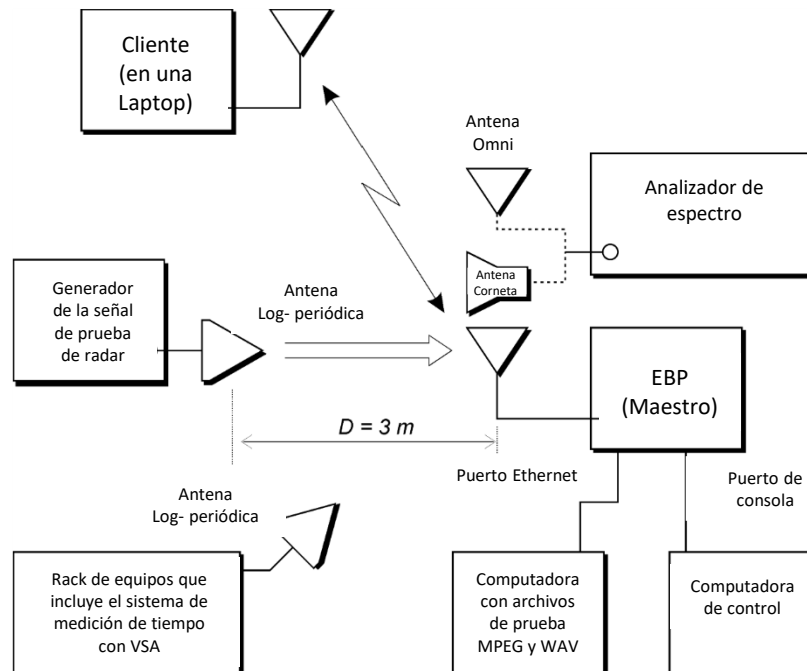 Cliente
(en una
Laptop)
Antena
Omni
Analizador de
espectro
Antena
Corneta
Generador
de la señal
de prueba
de radar
Antena
Log- periódica
EBP
(Maestro)
D = 3 m
Puerto Ethernet
Puerto de
consola
Antena
Log- periódica
Rack de equipos que
incluye el sistema de
medición de tiempo
con VSA
Computadora
con archivos
de prueba
MPEG y WAV
Computadora
de control